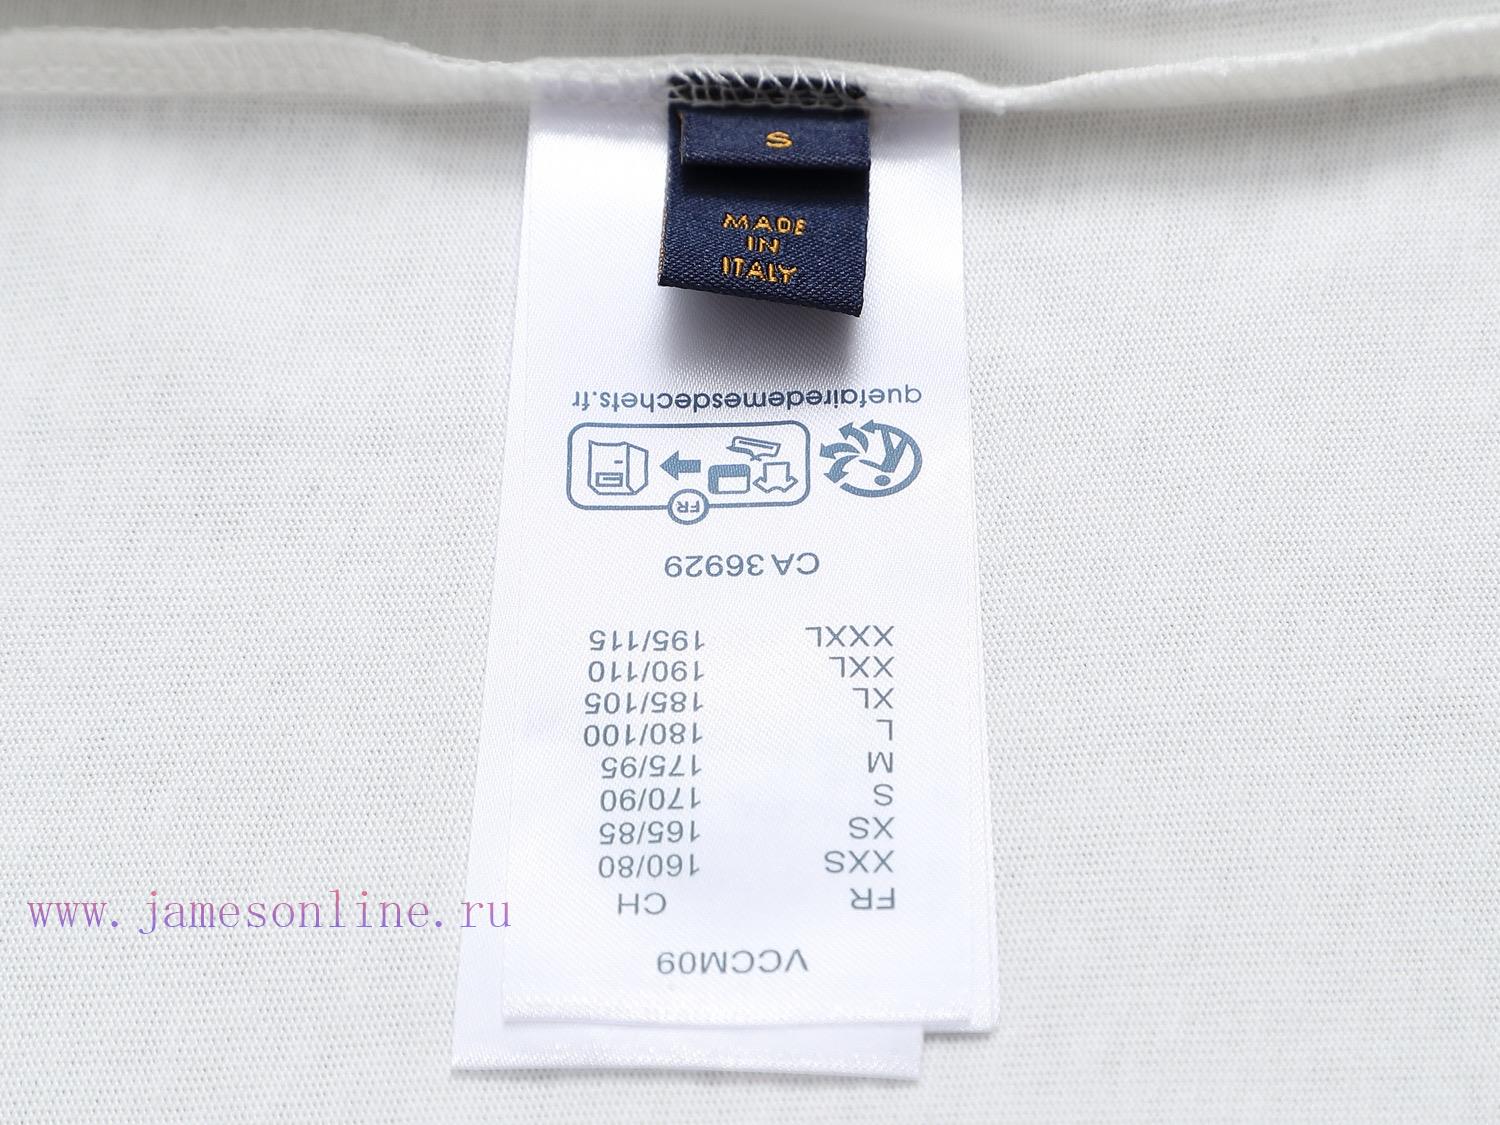 S
MADE
IN
ITALY
VCCM09
FR CH
XXS 160/80
XS 165/85
S 170/90
M 175/95
L 180/100
XL 185/105
XXL 190/110
XXXL 195/115
CA 36929
FR
quefairedemesdechets.fr
www.jamesonline.ru